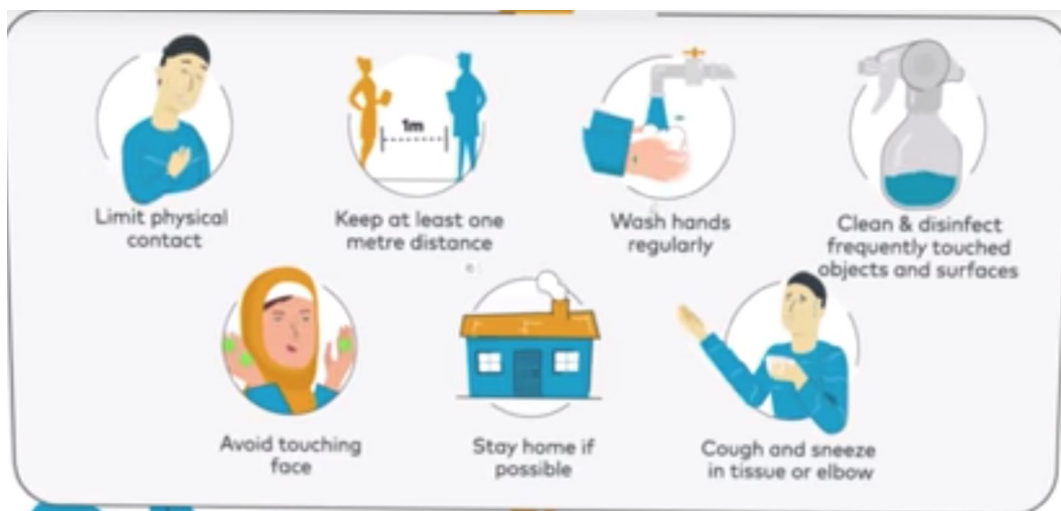 Limit physical
contact
1m
Keep at least one
metre distance
Wash hands
regularly
Clean & disinfect
frequently touched
objects and surfaces
Avoid touching
face
Stay home if
possible
Cough and sneeze
in tissue or elbow